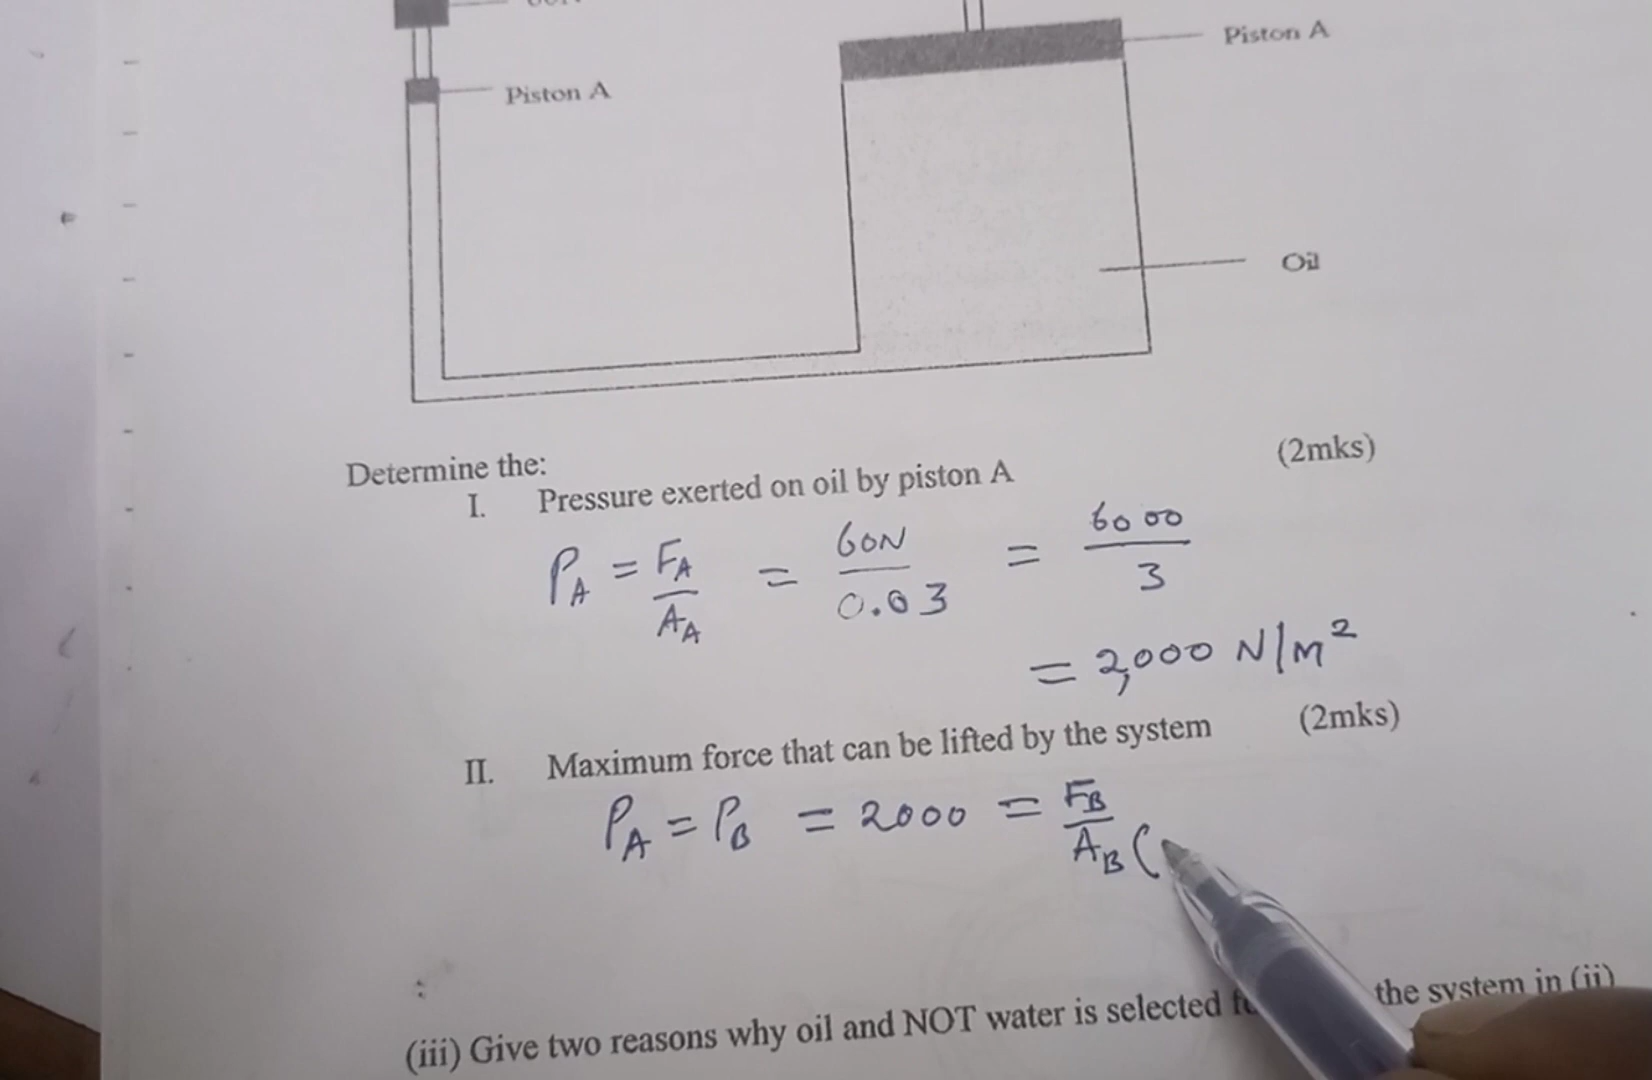 Piston A
Piston A
Oil
Determine the:
I. Pressure exerted on oil by piston A (2mks)
P_A = F_A/A_A = 60N/0.03 = 6000/3
= 2,000 N/m²
II. Maximum force that can be lifted by the system (2mks)
P_A = P_B = 2000 = F_B/A_B (
(iii) Give two reasons why oil and NOT water is selected the system in (ii)